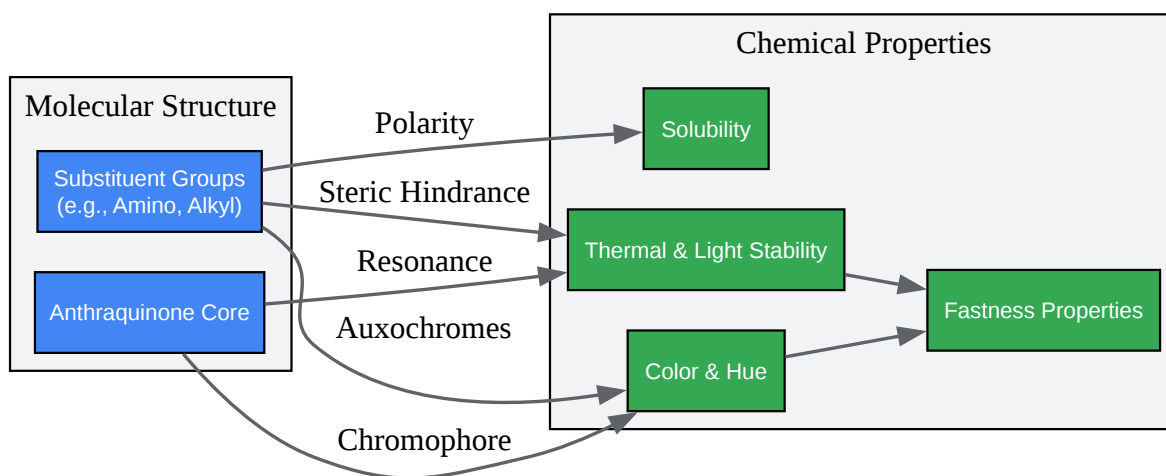 Chemical Properties
Molecular Structure
Polarity
Solubility
Substituent Groups
(e.g., Amino, Alkyl)
Steric Hindrance
Thermal & Light Stability
Resonance
Anthraquinone Core
Fastness Properties
Auxochromes
Color & Hue
Chromophore